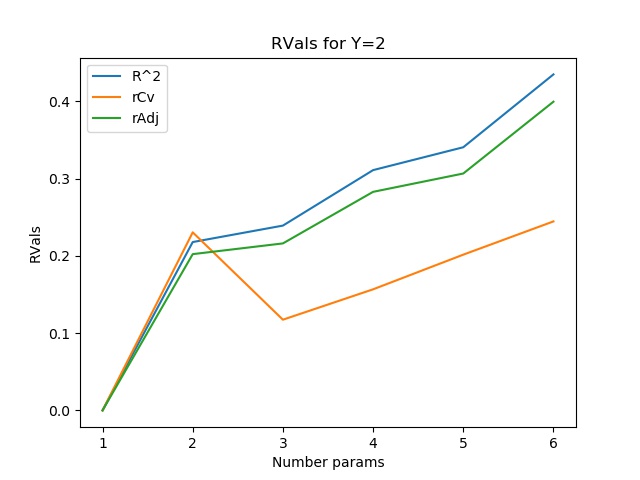 RVals for Y=2
R^2
rCv
rAdj
0.4
0.3
0.2
0.1
0.0
RVals
1 2 3 4 5 6
Number params